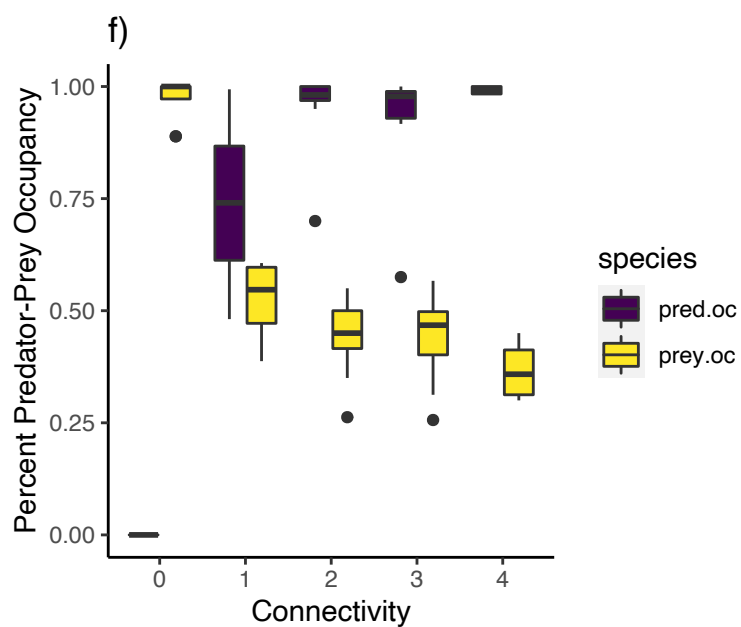 f)
Percent Predator-Prey Occupancy
1.00
0.75
0.50
0.25
0.00
0 1 2 3 4
Connectivity
species
pred.oc
prey.oc